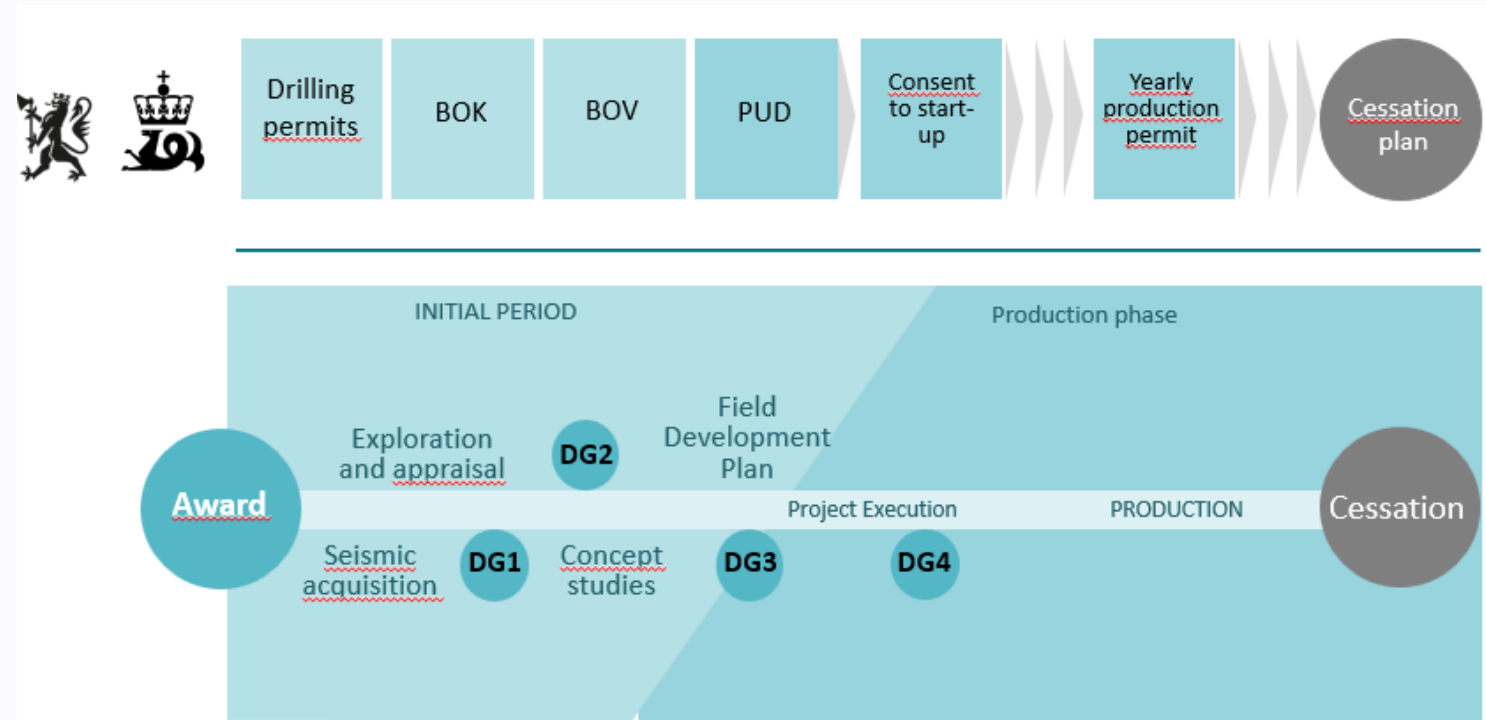 Drilling
permits
BOK
BOV
PUD
Consent
to start-
up
Yearly
production
permit
Cessation
plan
INITIAL PERIOD
Production phase
Exploration
and appraisal
DG2
Field
Development
Plan
Award
Project Execution
PRODUCTION
Cessation
Seismic
acquisition
DG1
Concept
studies
DG3
DG4